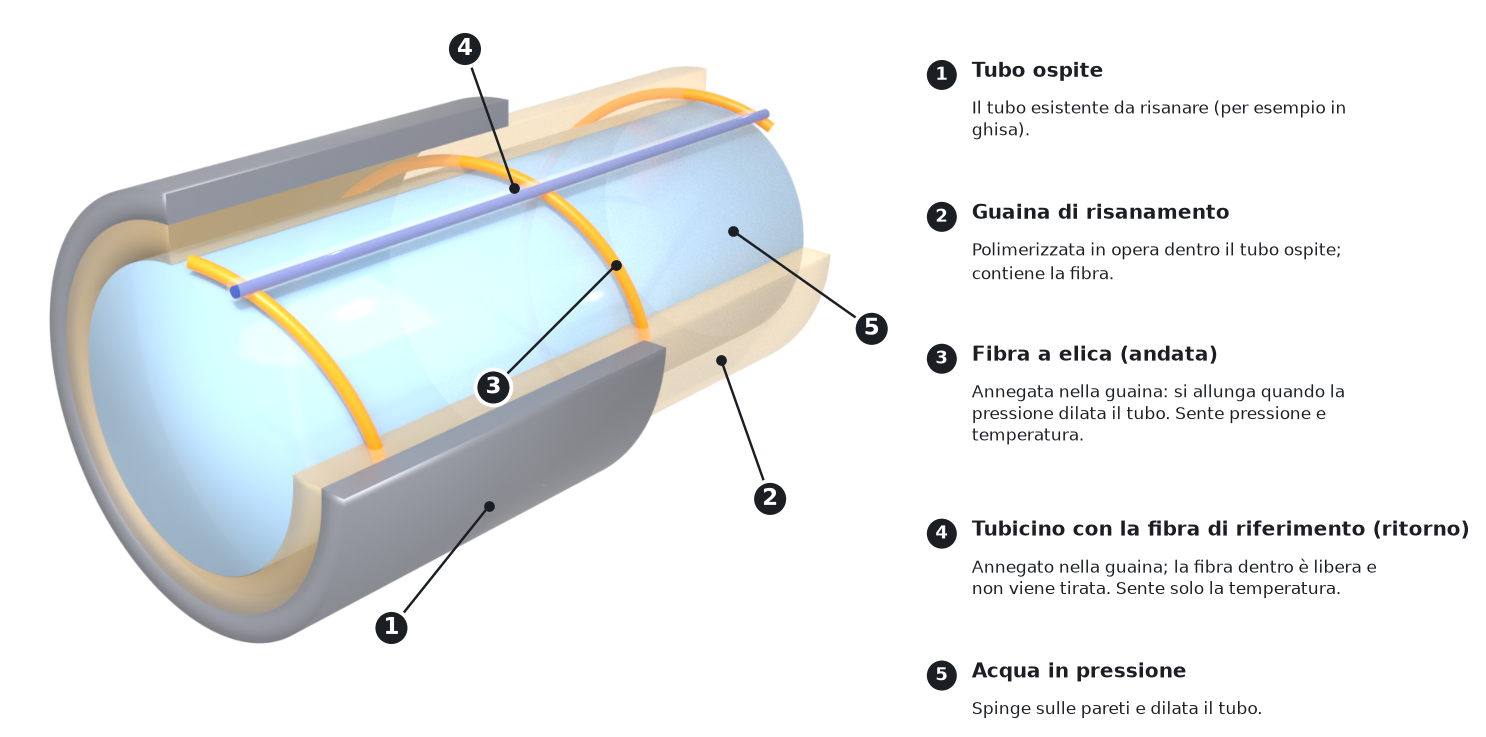 4
5
3
2
1
1 Tubo ospite
Il tubo esistente da risanare (per esempio in
ghisa).
2 Guaina di risanamento
Polimerizzata in opera dentro il tubo ospite;
contiene la fibra.
3 Fibra a elica (andata)
Annegata nella guaina: si allunga quando la
pressione dilata il tubo. Sente pressione e
temperatura.
4 Tubicino con la fibra di riferimento (ritorno)
Annegato nella guaina; la fibra dentro è libera e
non viene tirata. Sente solo la temperatura.
5 Acqua in pressione
Spinge sulle pareti e dilata il tubo.